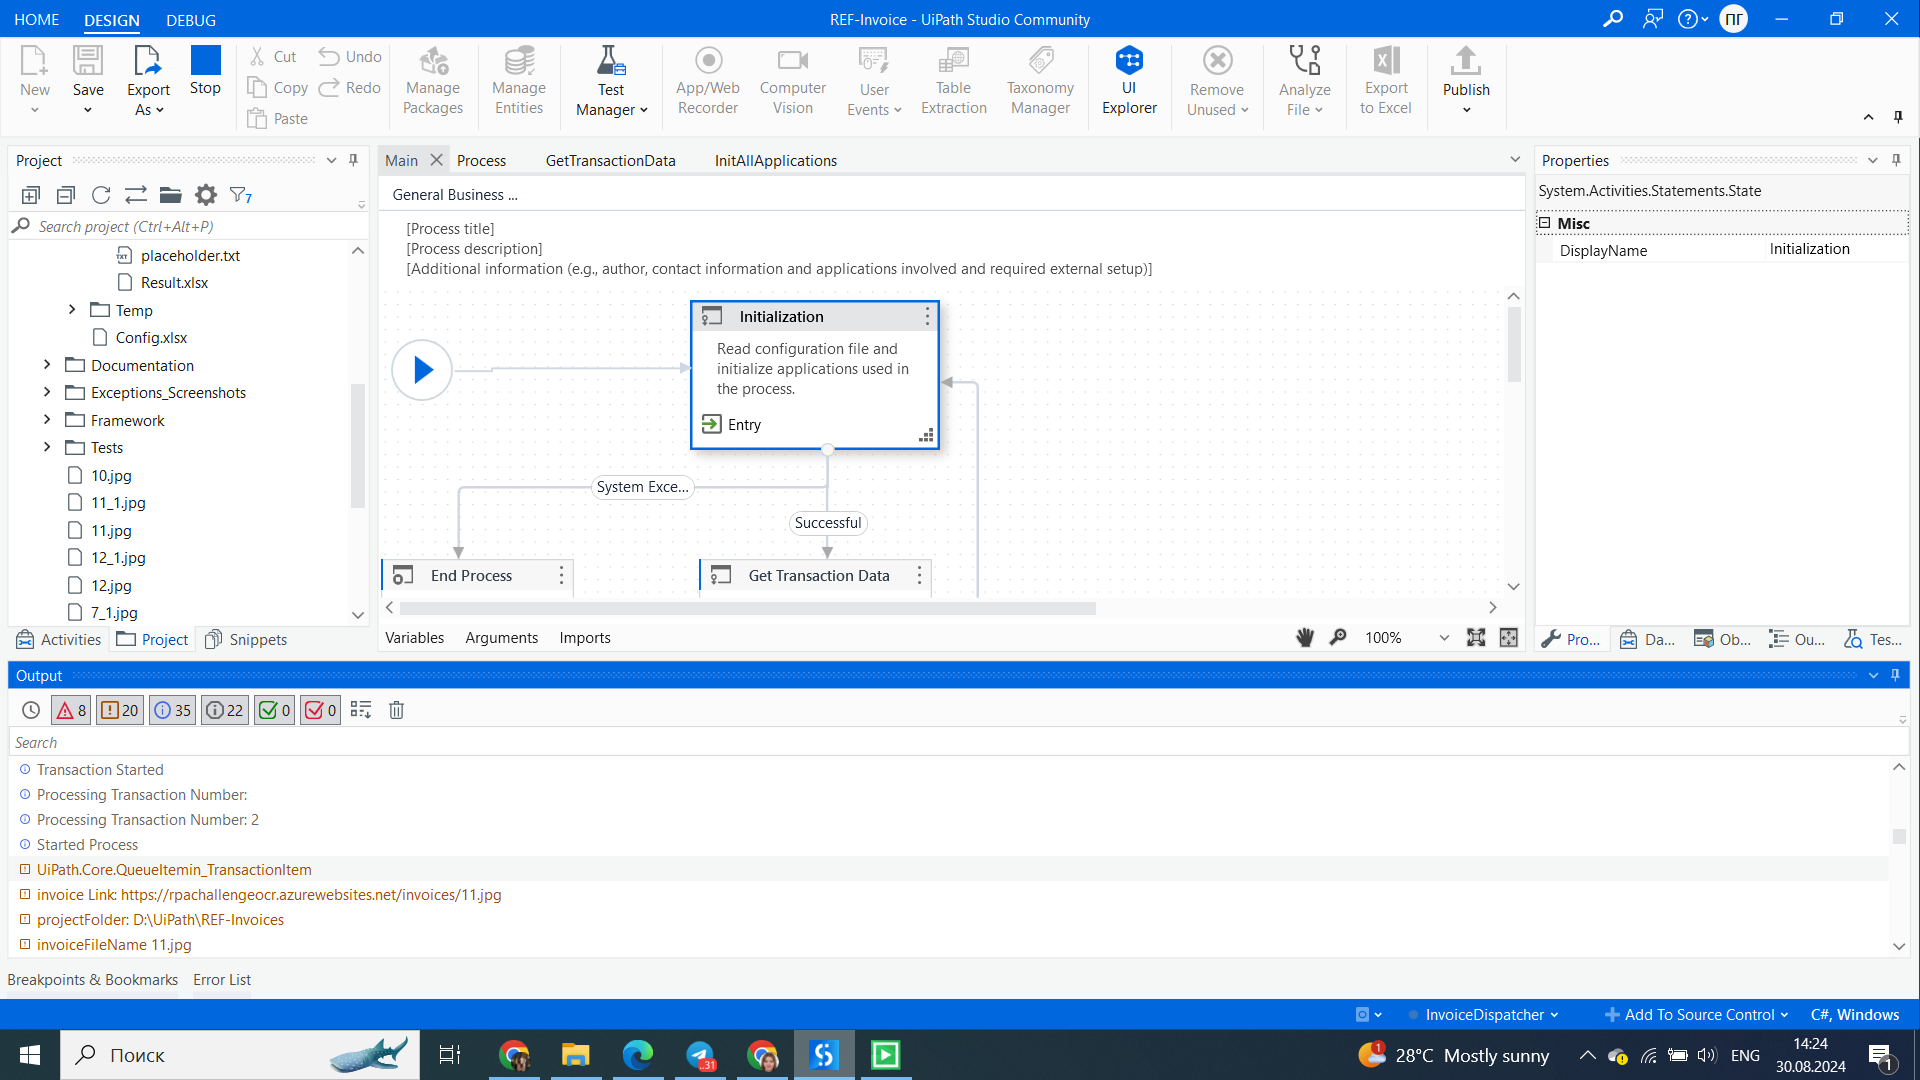 HOME DESIGN DEBUG
REF-Invoice - UiPath Studio Community
ПГ
New
Save
Export As
Stop
Cut
Copy
Paste
Undo
Redo
Manage Packages
Manage Entities
Test Manager
App/Web Recorder
Computer Vision
User Events
Table Extraction
Taxonomy Manager
UI Explorer
Remove Unused
Analyze File
Export to Excel
Publish
Project
7
Search project (Ctrl+Alt+P)
placeholder.txt
Result.xlsx
Temp
Config.xlsx
Documentation
Exceptions_Screenshots
Framework
Tests
10.jpg
11_1.jpg
11.jpg
12_1.jpg
12.jpg
7_1.jpg
Activities Project Snippets
Main Process GetTransactionData InitAllApplications
General Business ...
[Process title]
[Process description]
[Additional information (e.g., author, contact information and applications involved and required external setup)]
Initialization
Read configuration file and
initialize applications used in
the process.
Entry
System Exce...
Successful
End Process
Get Transaction Data
Variables Arguments Imports
100%
Properties
System.Activities.Statements.State
Misc
DisplayName Initialization
Pro... Da... Ob... Ou... Tes...
Output
8 20 35 22 0 0
Search
Transaction Started
Processing Transaction Number:
Processing Transaction Number: 2
Started Process
UiPath.Core.QueueItemin_TransactionItem
invoice Link: https://rpachallengeocr.azurewebsites.net/invoices/11.jpg
projectFolder: D:\UiPath\REF-Invoices
invoiceFileName 11.jpg
Breakpoints & Bookmarks Error List
InvoiceDispatcher Add To Source Control C#, Windows
Поиск
..31
1
28°C Mostly sunny
ENG
14:24
30.08.2024
1